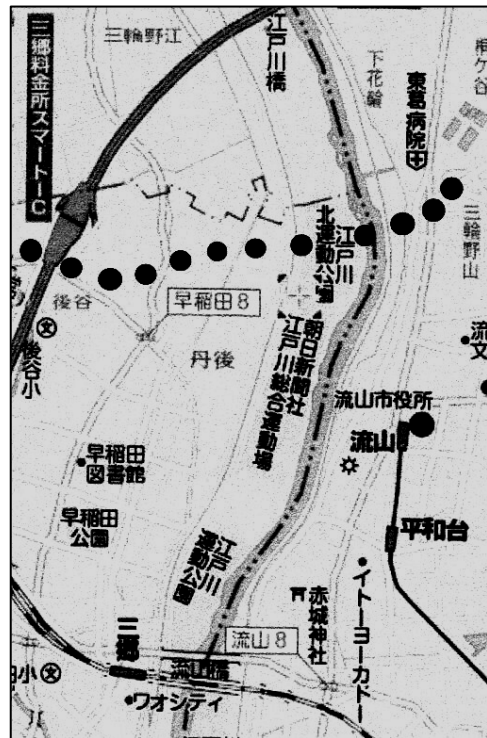 三輪野江
江戸川橋
下花輪
桐ケ谷
東葛病院
三郷料金所スマートIC
三輪野山
江戸川
北運動公園
早稲田8
後谷
文
後谷小
丹後
朝日新聞社
江戸川総合運動場
流山市役所
流山
早稲田
図書館
早稲田
公園
平和台
江戸川
運動公園
イトーヨーカドー
赤城神社
流山8
三郷
流山橋
文
ワオシティ